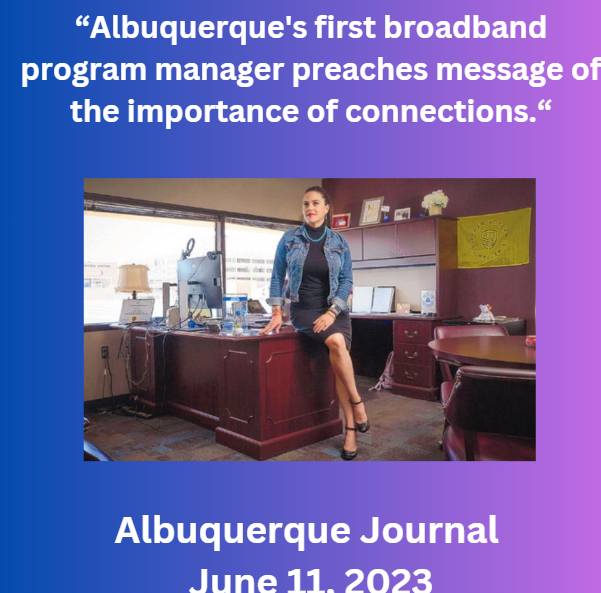 “Albuquerque's first broadband
program manager preaches message of
the importance of connections.“
Albuquerque Journal
June 11, 2023